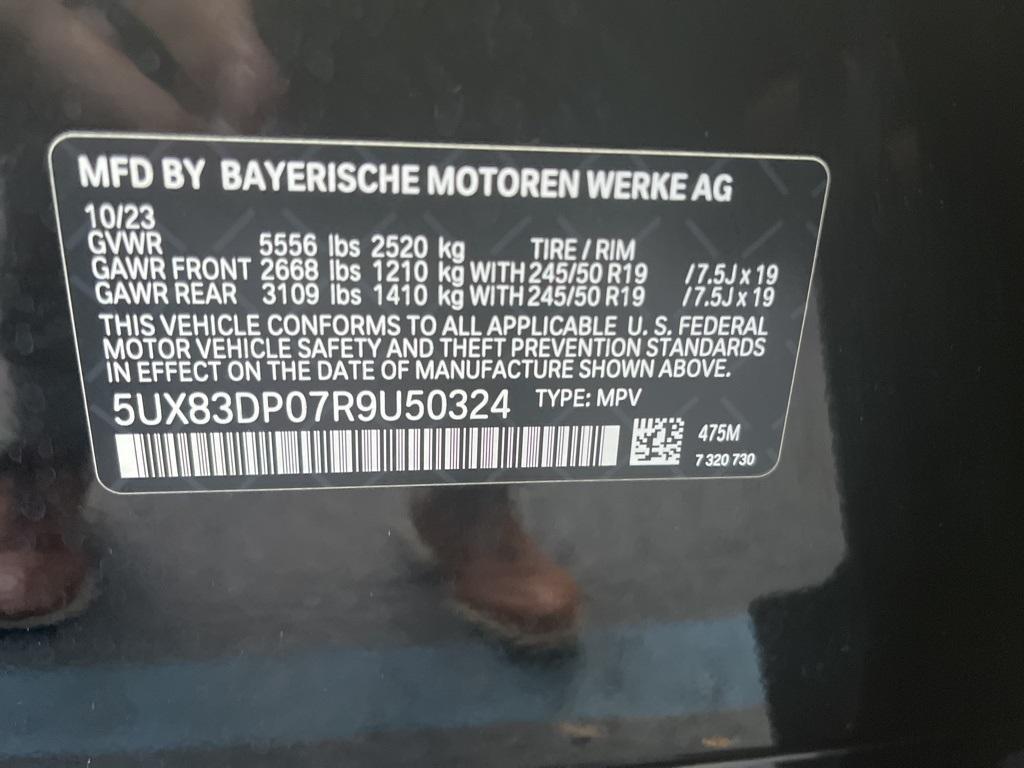 MFD BY BAYERISCHE MOTOREN WERKE AG
10/23
GVWR 5556 lbs 2520 kg TIRE / RIM
GAWR FRONT 2668 lbs 1210 kg WITH 245/50 R19 /7.5J x 19
GAWR REAR 3109 lbs 1410 kg WITH 245/50 R19 /7.5J x 19
THIS VEHICLE CONFORMS TO ALL APPLICABLE U. S. FEDERAL
MOTOR VEHICLE SAFETY AND THEFT PREVENTION STANDARDS
IN EFFECT ON THE DATE OF MANUFACTURE SHOWN ABOVE.
5UX83DP07R9U50324 TYPE: MPV
475M
7 320 730